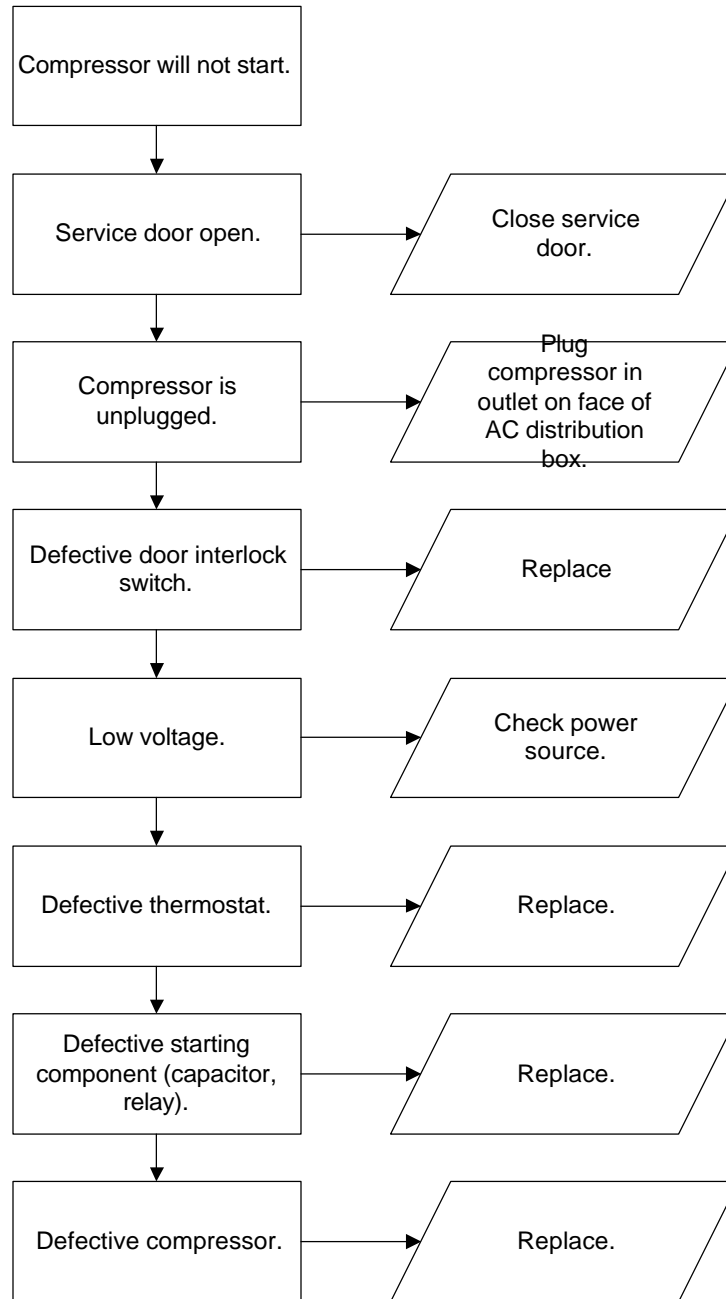 Compressor will not start.
Service door open.
Close service
door.
Compressor is
unplugged.
Plug
compressor in
outlet on face of
AC distribution
box.
Defective door interlock
switch.
Replace
Low voltage.
Check power
source.
Defective thermostat.
Replace.
Defective starting
component (capacitor,
relay).
Replace.
Defective compressor.
Replace.